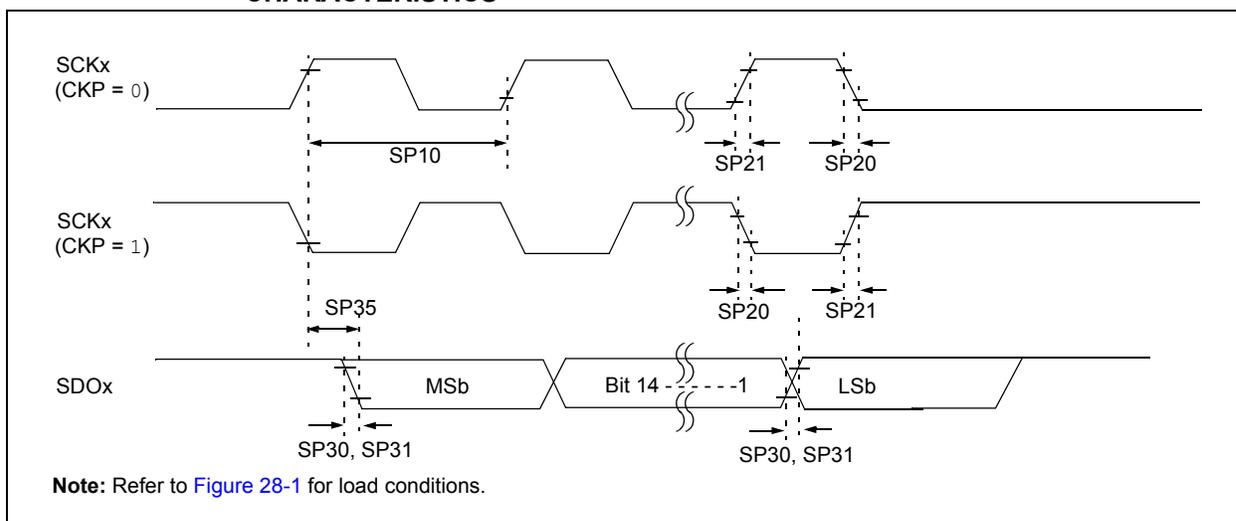 CHARACTERISTICS
SCKx
(CKP = 0)
SP10
SP21
SP20
SCKx
(CKP = 1)
SP35
SP20
SP21
SDOx
MSb
Bit 14 - - - - - -1
LSb
SP30, SP31
SP30, SP31
Note: Refer to Figure 28-1 for load conditions.